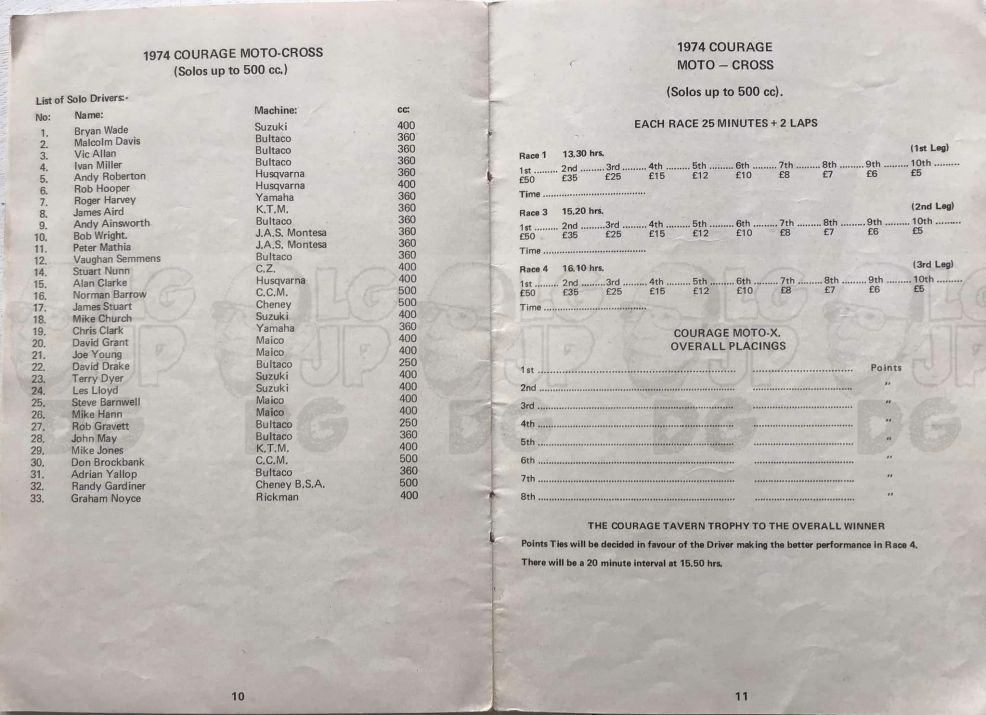 1974 COURAGE MOTO-CROSS
(Solos up to 500 cc.)
List of Solo Drivers:-
No: Name: Machine: cc:
1. Bryan Wade Suzuki 400
2. Malcolm Davis Bultaco 360
3. Vic Allan Bultaco 360
4. Ivan Miller Bultaco 360
5. Andy Roberton Husqvarna 360
6. Rob Hooper Husqvarna 400
7. Roger Harvey Yamaha 360
8. James Aird K.T.M. 360
9. Andy Ainsworth Bultaco 360
10. Bob Wright. J.A.S. Montesa 360
11. Peter Mathia J.A.S. Montesa 360
12. Vaughan Semmens Bultaco 360
14. Stuart Nunn C.Z. 400
15. Alan Clarke Husqvarna 400
16. Norman Barrow C.C.M. 500
17. James Stuart Cheney 500
18. Mike Church Suzuki 400
19. Chris Clark Yamaha 360
20. David Grant Maico 400
21. Joe Young Maico 400
22. David Drake Bultaco 250
23. Terry Dyer Suzuki 400
24. Les Lloyd Suzuki 400
25. Steve Barnwell Maico 400
26. Mike Hann Maico 400
27. Rob Gravett Bultaco 250
28. John May Bultaco 360
29. Mike Jones K.T.M. 400
30. Don Brockbank C.C.M. 500
31. Adrian Yallop Bultaco 360
32. Randy Gardiner Cheney B.S.A. 500
33. Graham Noyce Rickman 400
10
1974 COURAGE
MOTO – CROSS
(Solos up to 500 cc).
EACH RACE 25 MINUTES + 2 LAPS
Race 1 13.30 hrs. (1st Leg)
1st ......... 2nd ......... 3rd ......... 4th ......... 5th ......... 6th ......... 7th ......... 8th ......... 9th ......... 10th .........
£50 £35 £25 £15 £12 £10 £8 £7 £6 £5
Time ...................................
Race 3 15.20 hrs. (2nd Leg)
1st ......... 2nd ......... 3rd ......... 4th ......... 5th ......... 6th ......... 7th ......... 8th ......... 9th ......... 10th .........
£50 £35 £25 £15 £12 £10 £8 £7 £6 £5
Time ...................................
Race 4 16.10 hrs. (3rd Leg)
1st ......... 2nd ......... 3rd ......... 4th ......... 5th ......... 6th ......... 7th ......... 8th ......... 9th ......... 10th .........
£50 £35 £25 £15 £12 £10 £8 £7 £6 £5
Time ...................................
COURAGE MOTO-X.
OVERALL PLACINGS
1st .................................................. ......................... Points
2nd .................................................. ......................... "
3rd .................................................. ......................... "
4th .................................................. ......................... "
5th .................................................. ......................... "
6th .................................................. ......................... "
7th .................................................. ......................... "
8th .................................................. ......................... "
THE COURAGE TAVERN TROPHY TO THE OVERALL WINNER
Points Ties will be decided in favour of the Driver making the better performance in Race 4.
There will be a 20 minute interval at 15.50 hrs.
11